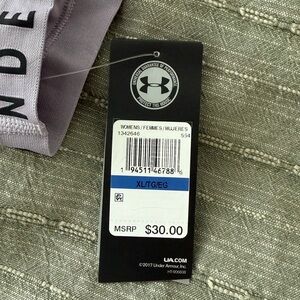 NDE
WOMENS/FEMMES/MUJERES
1342646 554
1 94511 46788 6
XL/TG/EG
MSRP $30.00
UA.COM
©2017 Under Armour, Inc.